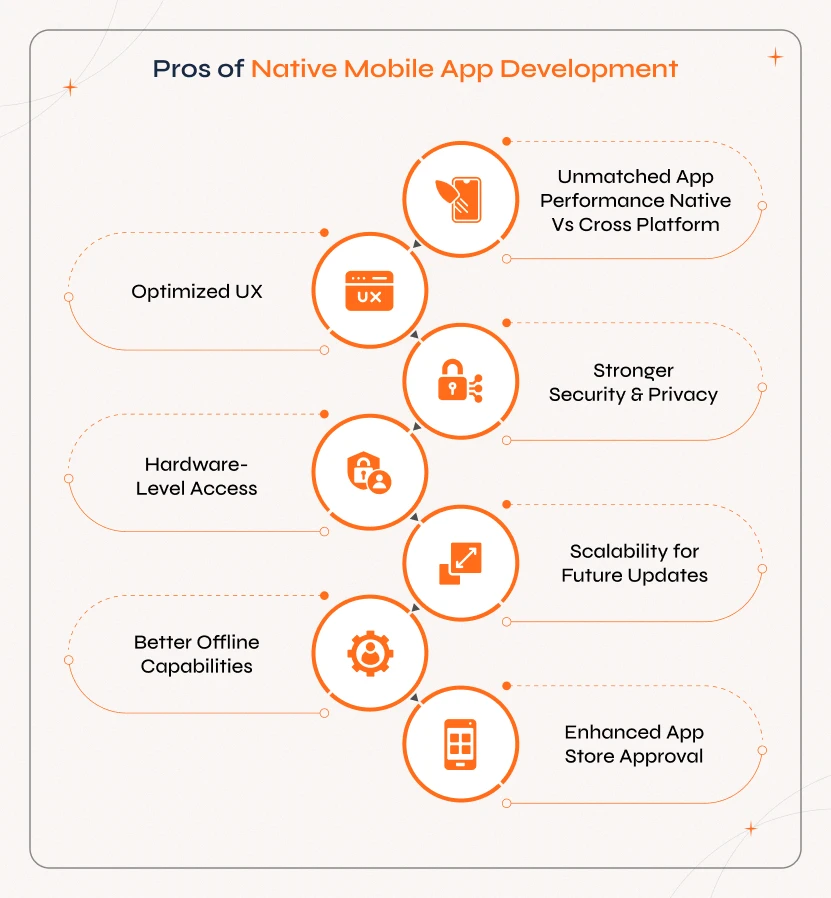 Pros of Native Mobile App Development
Unmatched App
Performance Native
Vs Cross Platform
Optimized UX
UX
Stronger
Security & Privacy
Hardware-
Level Access
Scalability for
Future Updates
Better Offline
Capabilities
Enhanced App
Store Approval